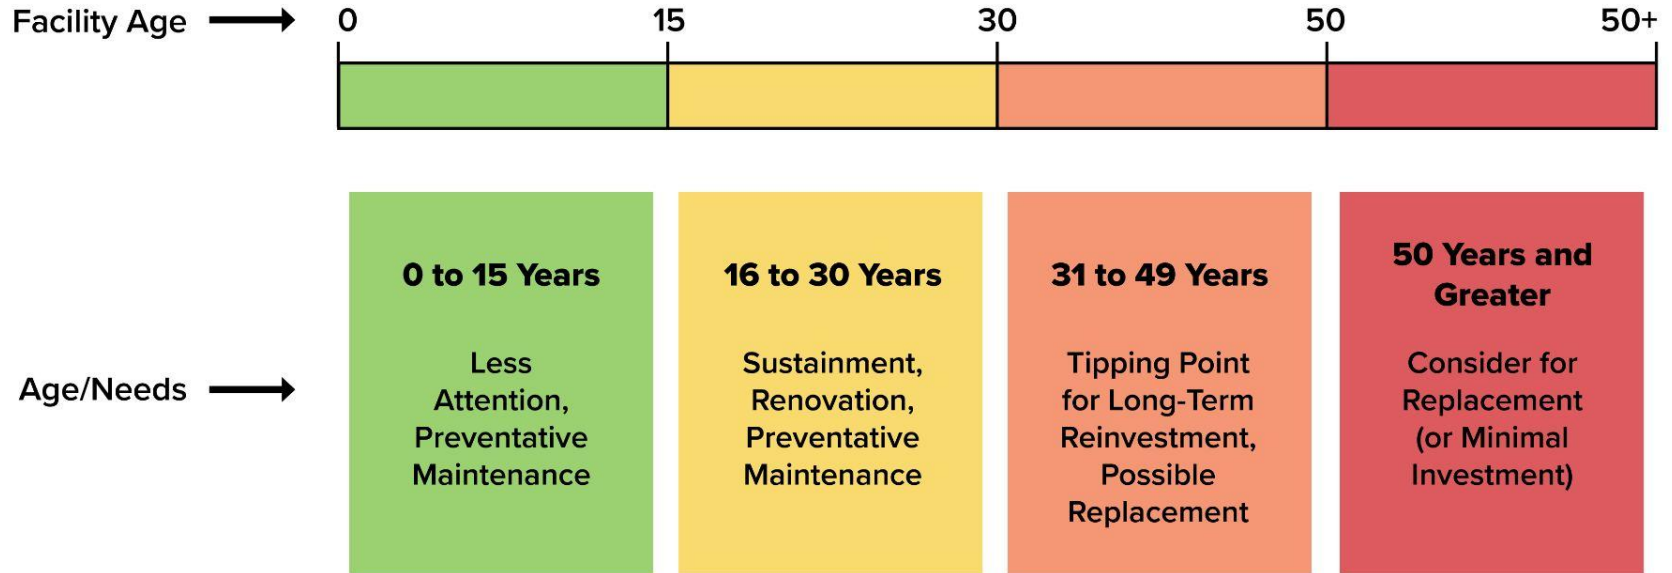 Facility Age
0
15
30
50
50+
Age/Needs
0 to 15 Years
Less
Attention,
Preventative
Maintenance
16 to 30 Years
Sustainment,
Renovation,
Preventative
Maintenance
31 to 49 Years
Tipping Point
for Long-Term
Reinvestment,
Possible
Replacement
50 Years and
Greater
Consider for
Replacement
(or Minimal
Investment)